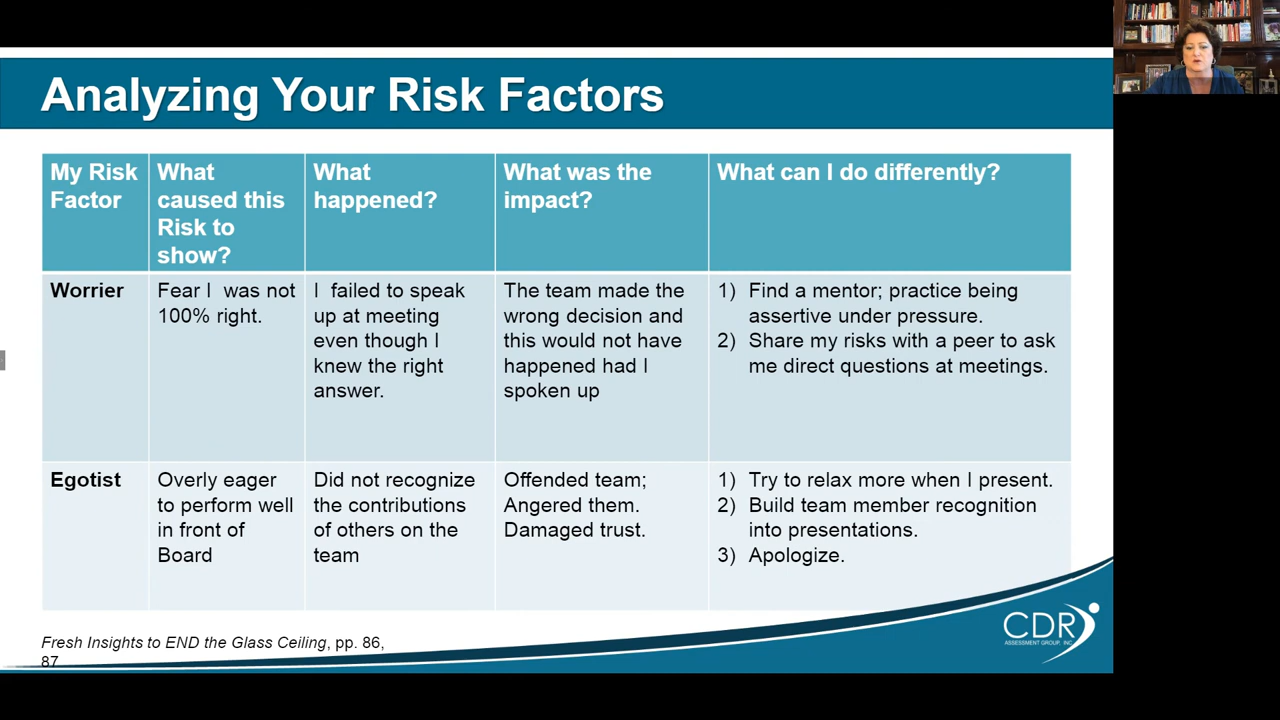 Analyzing Your Risk Factors
My Risk
Factor
What
caused this
Risk to
show?
What
happened?
What was the
impact?
What can I do differently?
Worrier
Fear I was not
100% right.
I failed to speak
up at meeting
even though I
knew the right
answer.
The team made the
wrong decision and
this would not have
happened had I
spoken up
1) Find a mentor; practice being
assertive under pressure.
2) Share my risks with a peer to ask
me direct questions at meetings.
Egotist
Overly eager
to perform well
in front of
Board
Did not recognize
the contributions
of others on the
team
Offended team;
Angered them.
Damaged trust.
1) Try to relax more when I present.
2) Build team member recognition
into presentations.
3) Apologize.
Fresh Insights to END the Glass Ceiling, pp. 86,
87
CDR
ASSESSMENT GROUP, INC.